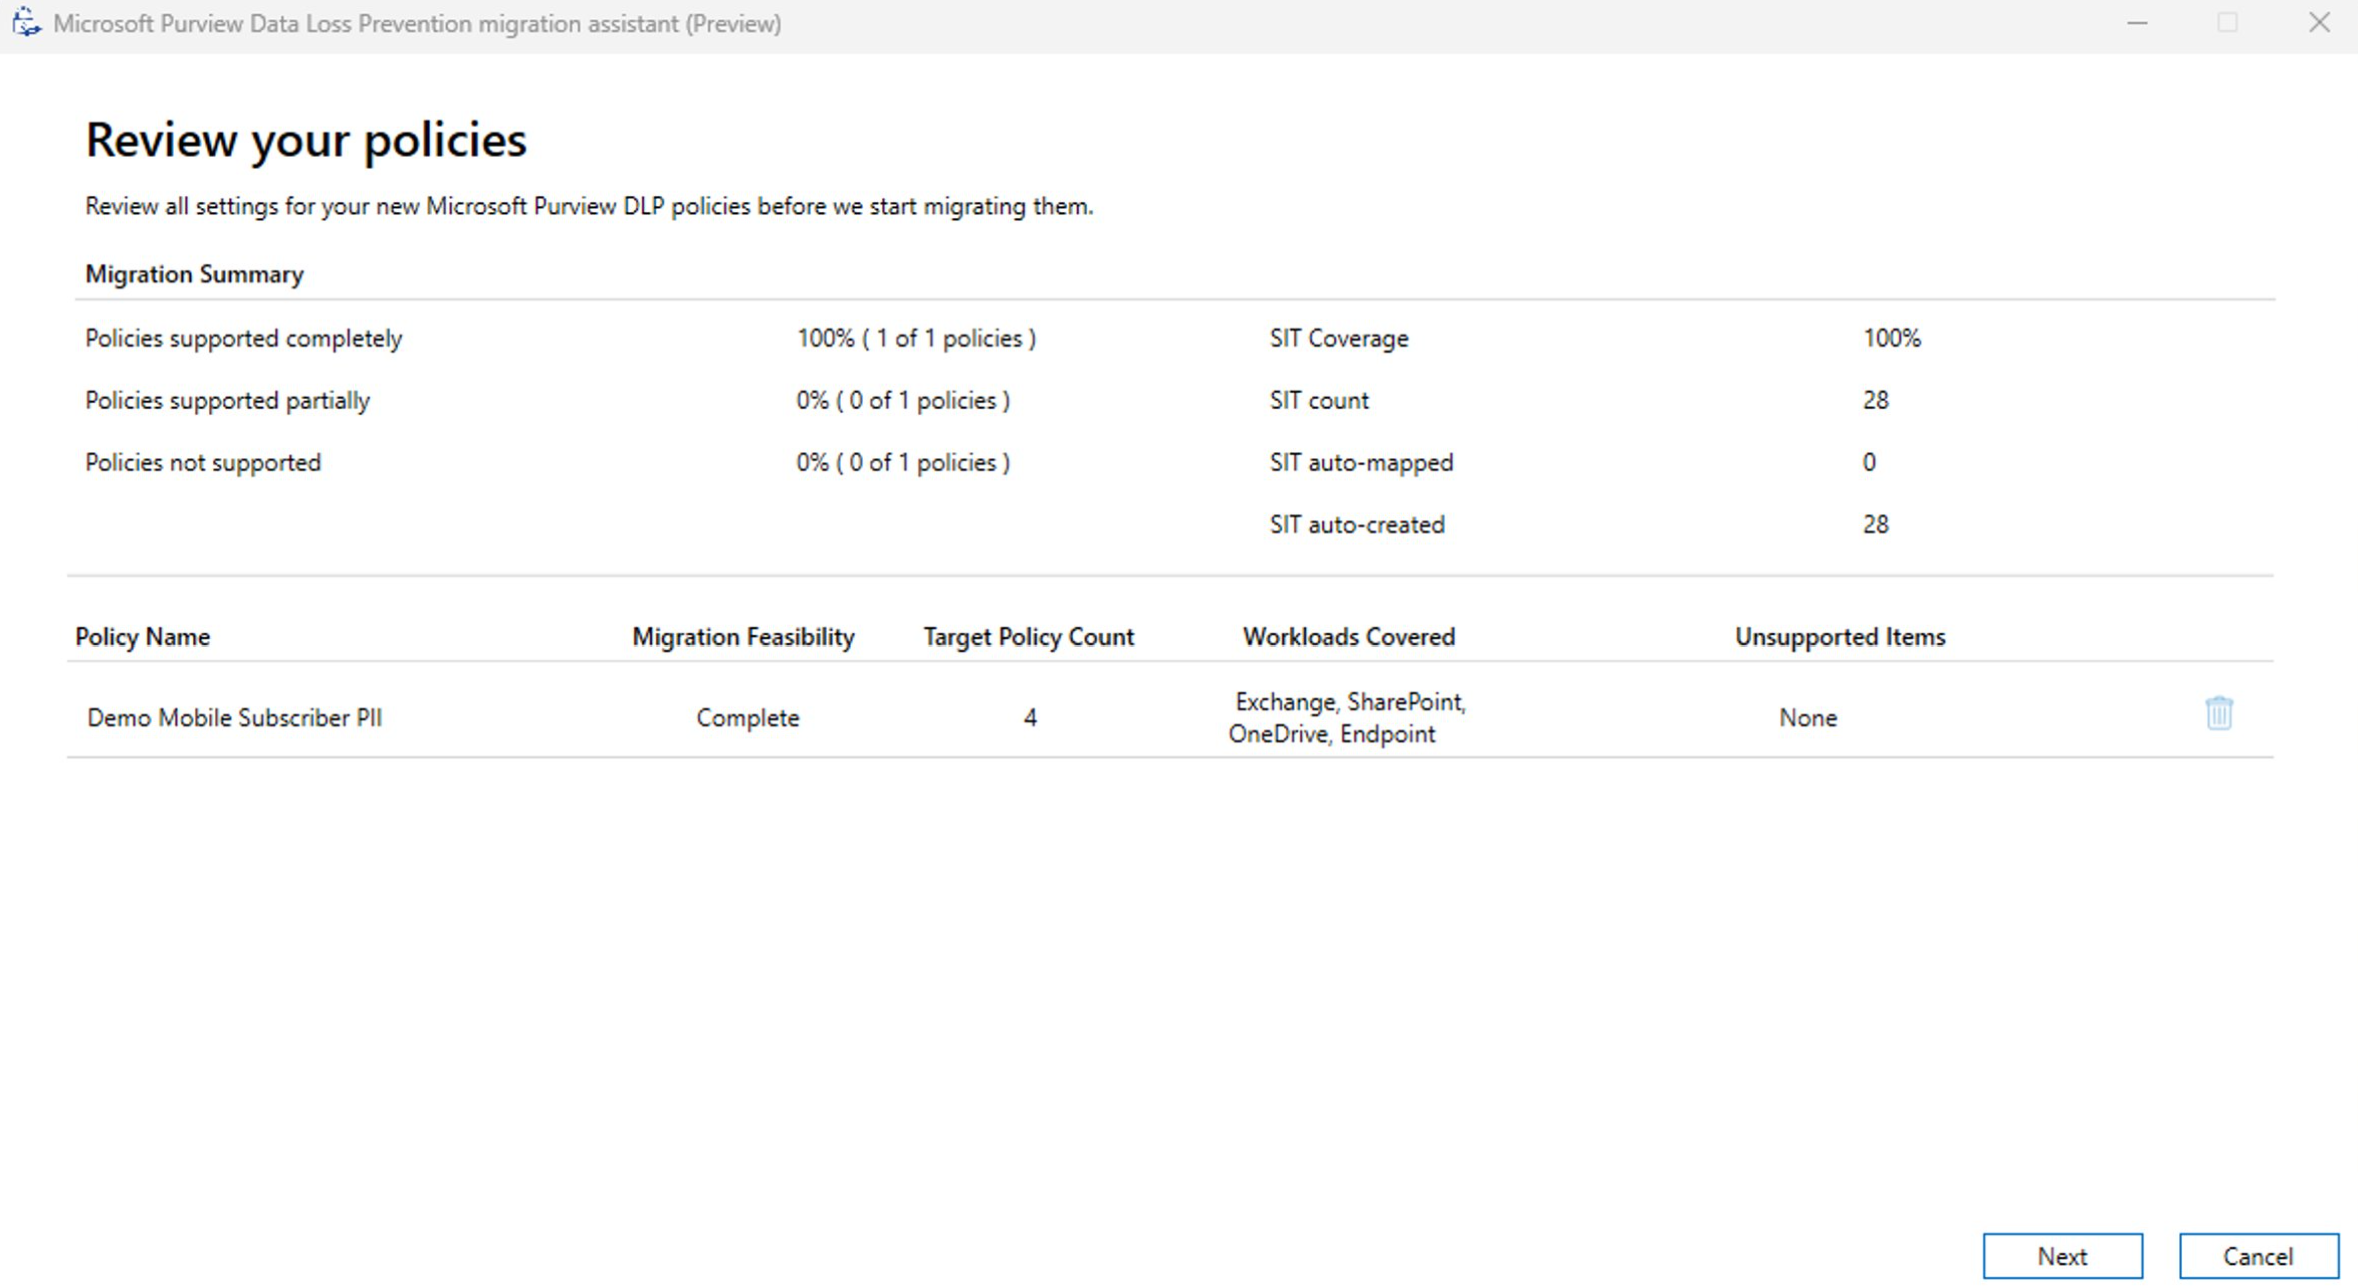 Microsoft Purview Data Loss Prevention migration assistant (Preview)
Review your policies
Review all settings for your new Microsoft Purview DLP policies before we start migrating them.
Migration Summary
Policies supported completely 100% ( 1 of 1 policies ) SIT Coverage 100%
Policies supported partially 0% ( 0 of 1 policies ) SIT count 28
Policies not supported 0% ( 0 of 1 policies ) SIT auto-mapped 0
SIT auto-created 28
Policy Name Migration Feasibility Target Policy Count Workloads Covered Unsupported Items
Demo Mobile Subscriber PII Complete 4 Exchange, SharePoint, None
OneDrive, Endpoint
Next Cancel